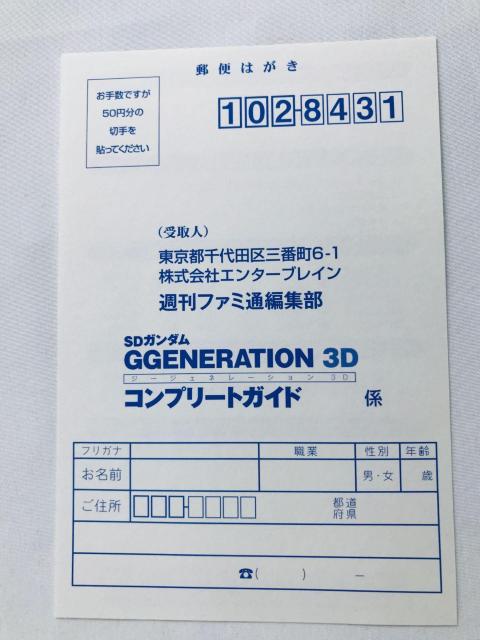 郵便はがき
お手数ですが
50円分の
切手を
貼ってください
102-8431
（受取人）
東京都千代田区三番町6-1
株式会社エンターブレイン
週刊ファミ通編集部
SDガンダム
GGENERATION 3D
ジージェネレーション 3D
コンプリートガイド 係
フリガナ 職業 性別 年齢
お名前 男・女 歳
ご住所 都道
府県
☎( ) −